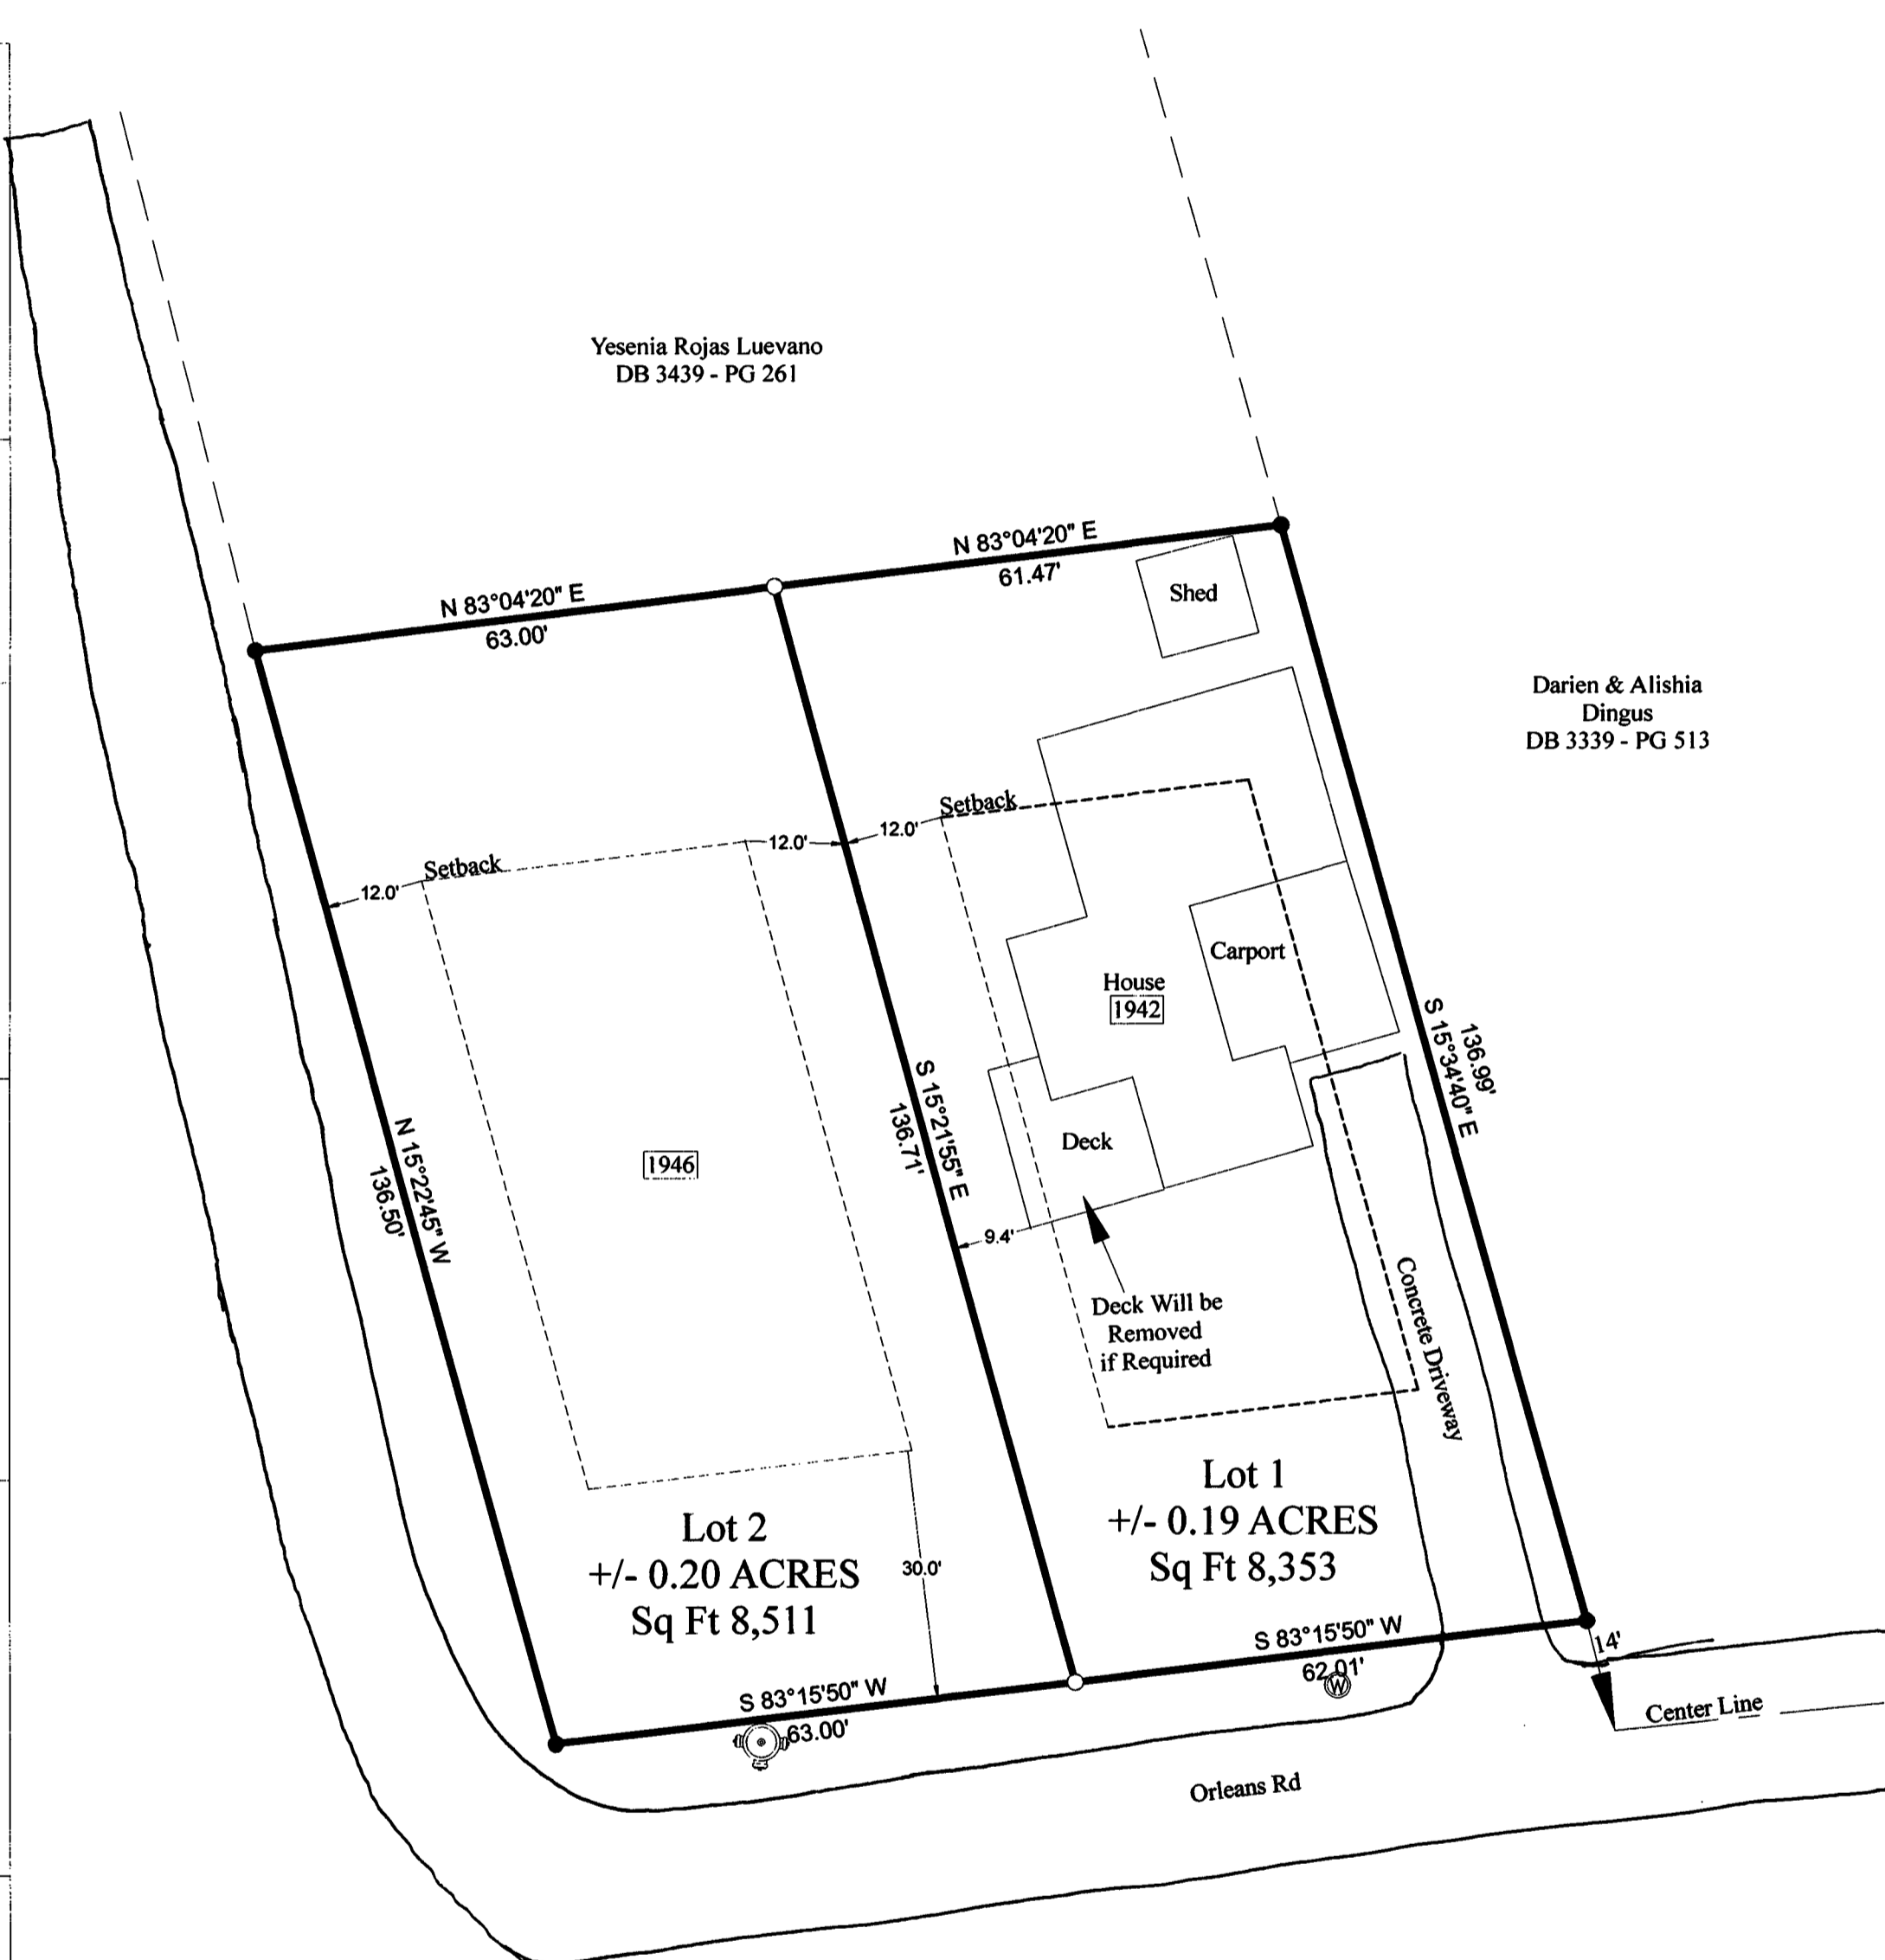 Yesenia Rojas Luevano
DB 3439 - PG 261
N 83°04'20" E
61.47'
N 83°04'20" E
63.00'
Shed
Darien & Alishia
Dingus
DB 3339 - PG 513
Setback
12.0'
12.0'
Setback
12.0'
Carport
House
1942
S 15°34'40" E
136.99'
S 15°21'55" E
136.71'
Deck
N 15°22'45" W
136.50'
1946
9.4'
Deck Will be
Removed
if Required
Concrete Driveway
Lot 1
+/- 0.19 ACRES
Sq Ft 8,353
Lot 2
+/- 0.20 ACRES
Sq Ft 8,511
30.0'
S 83°15'50" W
62.01'
W
14'
S 83°15'50" W
63.00'
Center Line
Orleans Rd